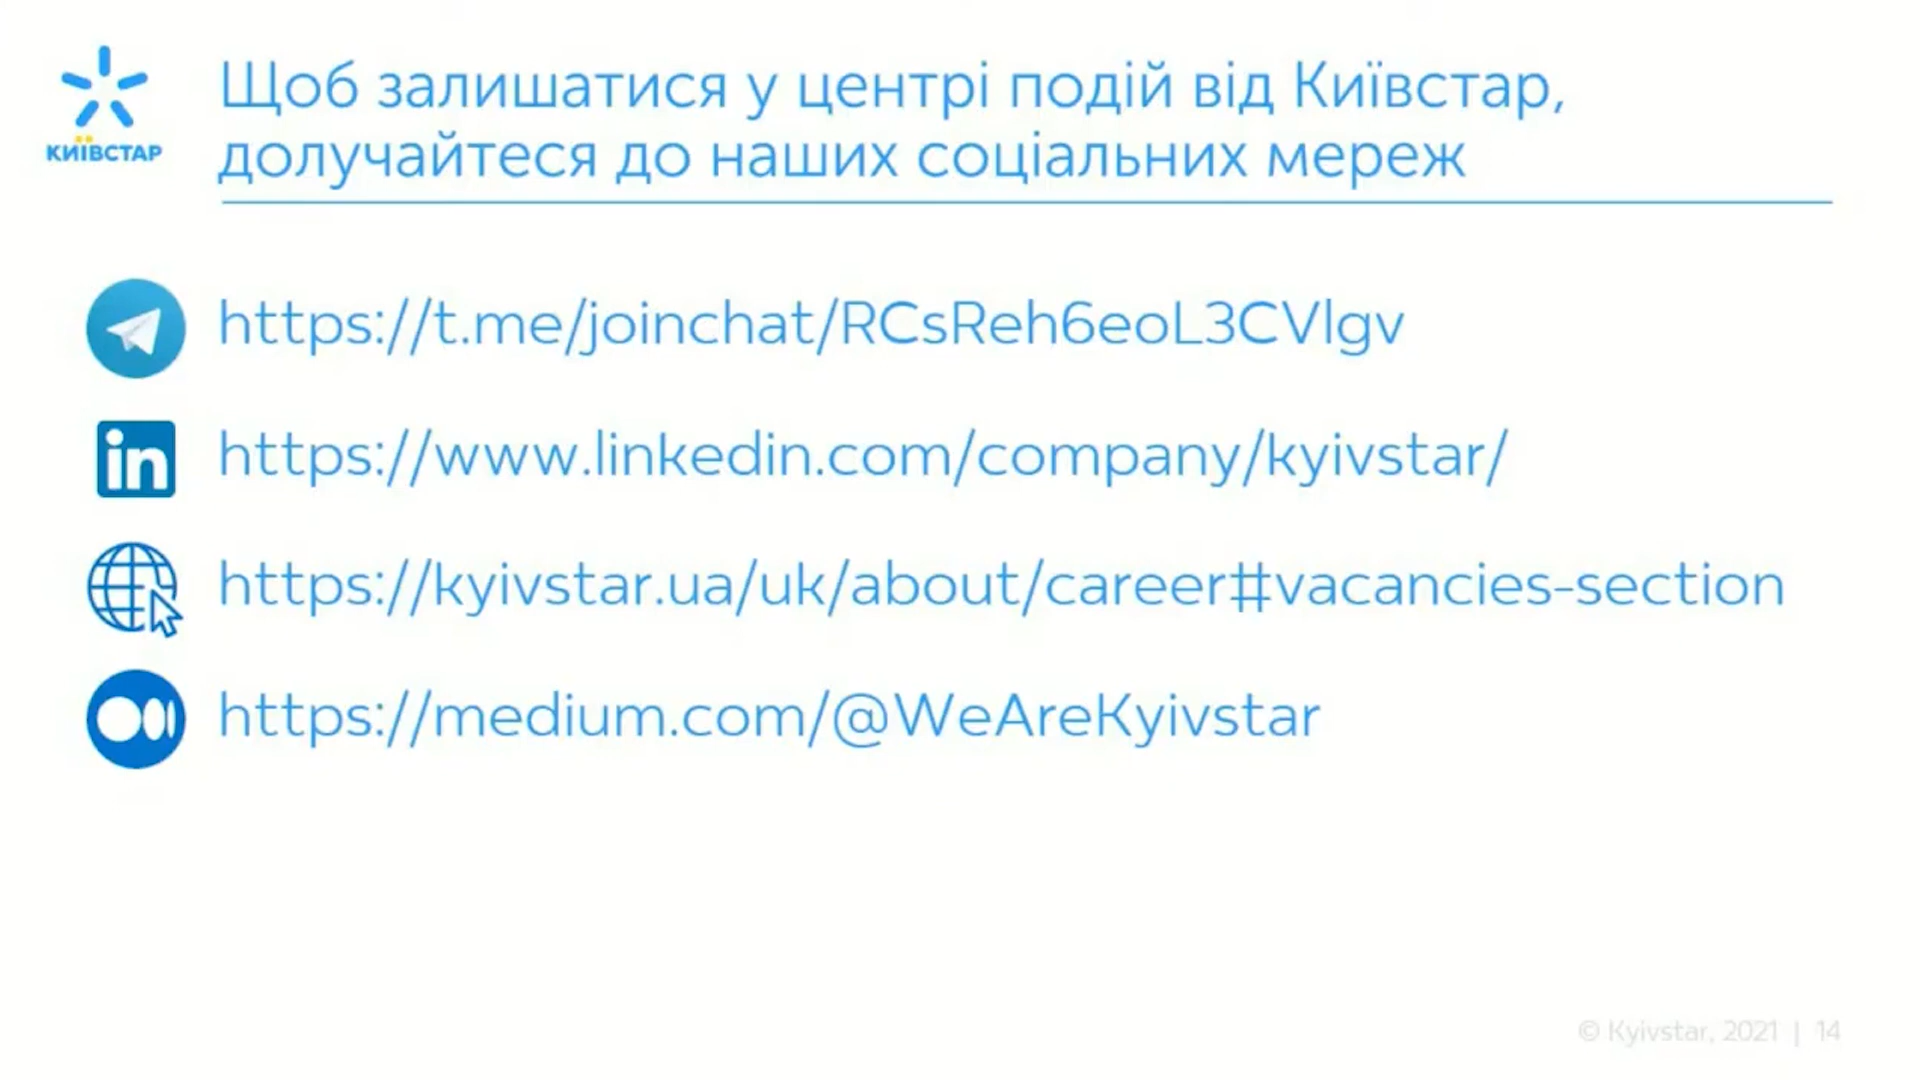 КИЇВСТАР
Щоб залишатися у центрі подій від Київстар,
долучайтеся до наших соціальних мереж
https://t.me/joinchat/RCsReh6eoL3CVlgv
in https://www.linkedin.com/company/kyivstar/
https://kyivstar.ua/uk/about/career#vacancies-section
https://medium.com/@WeAreKyivstar
© Kyivstar, 2021 | 14